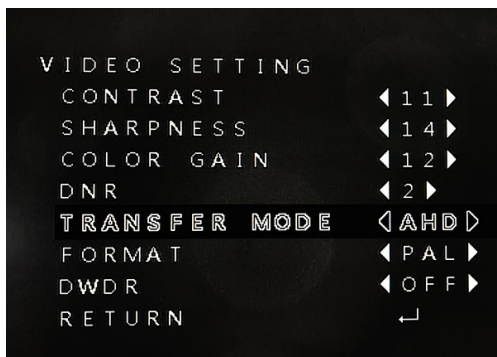 VIDEO SETTING
CONTRAST ◀11▶
SHARPNESS ◀14▶
COLOR GAIN ◀12▶
DNR ◀2▶
TRANSFER MODE ◁AHD▷
FORMAT ◀PAL▶
DWDR ◀OFF▶
RETURN ↵